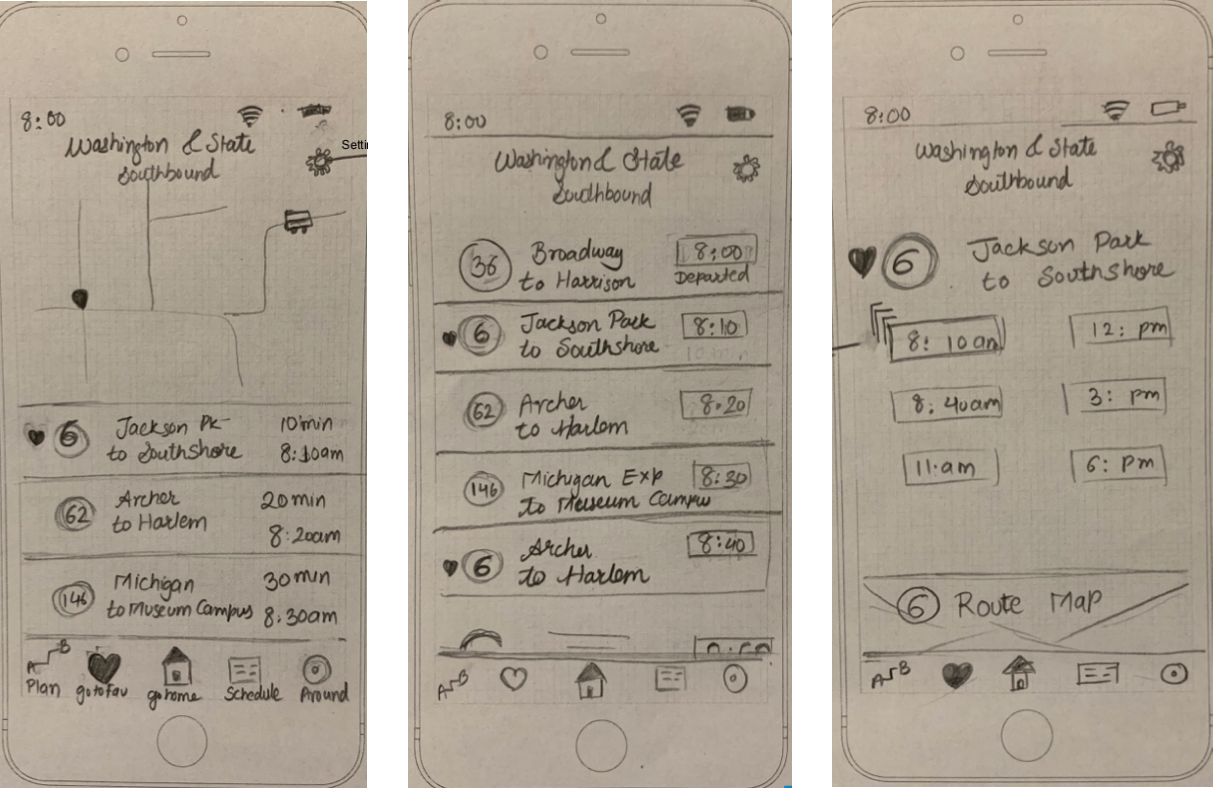 8:00
Washington & State
Southbound
Setti
6
Jackson Pk
to Southshore
10min
8:10am
62
Archer
to Harlem
20min
8:20am
146
Michigan
to Museum Campus
30min
8:30am
A B
Plan
go to fav
go home
Schedule
Around
8:00
Washington & State
Southbound
36
Broadway
to Harrison
8:00
Departed
6
Jackson Park
to Southshore
8:10
62
Archer
to Harlem
8:20
146
Michigan Exp
to Museum Campus
8:30
6
Archer
to Harlem
8:40
A B
8:00
Washington & State
Southbound
6
Jackson Park
to Southshore
8:10am
12: pm
8:40am
3: pm
11.am
6: pm
6 Route Map
A B